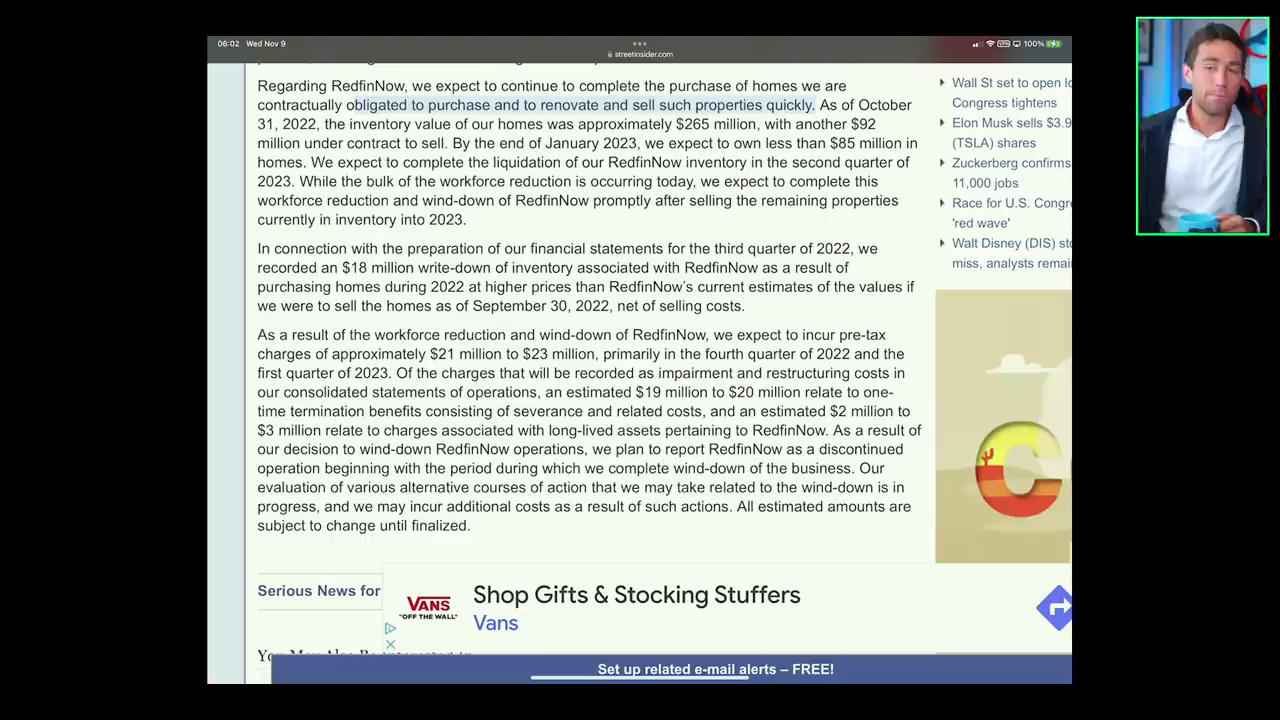 06:02 Wed Nov 9
100%
streetinsider.com
Regarding RedfinNow, we expect to continue to complete the purchase of homes we are
contractually obligated to purchase and to renovate and sell such properties quickly. As of October
31, 2022, the inventory value of our homes was approximately $265 million, with another $92
million under contract to sell. By the end of January 2023, we expect to own less than $85 million in
homes. We expect to complete the liquidation of our RedfinNow inventory in the second quarter of
2023. While the bulk of the workforce reduction is occurring today, we expect to complete this
workforce reduction and wind-down of RedfinNow promptly after selling the remaining properties
currently in inventory into 2023.
In connection with the preparation of our financial statements for the third quarter of 2022, we
recorded an $18 million write-down of inventory associated with RedfinNow as a result of
purchasing homes during 2022 at higher prices than RedfinNow's current estimates of the values if
we were to sell the homes as of September 30, 2022, net of selling costs.
As a result of the workforce reduction and wind-down of RedfinNow, we expect to incur pre-tax
charges of approximately $21 million to $23 million, primarily in the fourth quarter of 2022 and the
first quarter of 2023. Of the charges that will be recorded as impairment and restructuring costs in
our consolidated statements of operations, an estimated $19 million to $20 million relate to one-
time termination benefits consisting of severance and related costs, and an estimated $2 million to
$3 million relate to charges associated with long-lived assets pertaining to RedfinNow. As a result of
our decision to wind-down RedfinNow operations, we plan to report RedfinNow as a discontinued
operation beginning with the period during which we complete wind-down of the business. Our
evaluation of various alternative courses of action that we may take related to the wind-down is in
progress, and we may incur additional costs as a result of such actions. All estimated amounts are
subject to change until finalized.
Serious News for
Wall St set to open
Congress tightens
Elon Musk sells $3.9
(TSLA) shares
Zuckerberg confirms
11,000 jobs
Race for U.S. Congr
'red wave'
Walt Disney (DIS) st
miss, analysts remai
C
VANS
"OFF THE WALL"
Shop Gifts & Stocking Stuffers
Vans
Set up related e-mail alerts – FREE!